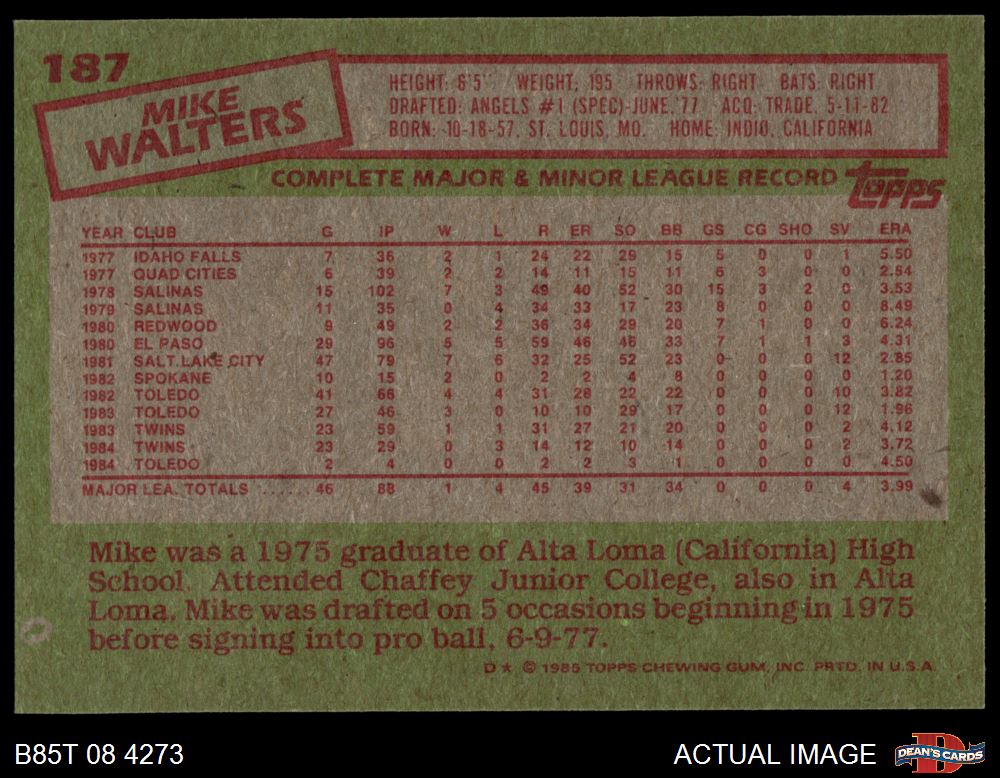 187
MIKE
WALTERS
HEIGHT: 6'5" WEIGHT: 195 THROWS: RIGHT BATS: RIGHT
DRAFTED: ANGELS #1 (SPEC)-JUNE, '77 ACQ: TRADE, 5-11-82
BORN: 10-18-57, ST. LOUIS, MO. HOME: INDIO, CALIFORNIA
COMPLETE MAJOR & MINOR LEAGUE RECORD topps
YEAR CLUB G IP W L R ER SO BB GS CG SHO SV ERA
1977 IDAHO FALLS 7 36 2 1 24 22 29 15 5 0 0 1 5.50
1977 QUAD CITIES 6 39 2 2 14 11 15 11 6 3 0 0 2.54
1978 SALINAS 15 102 7 3 49 40 52 30 15 3 2 0 3.53
1979 SALINAS 11 35 0 4 34 33 17 23 8 0 0 0 8.49
1980 REDWOOD 9 49 2 2 36 34 29 20 7 1 0 0 6.24
1980 EL PASO 29 96 5 5 59 46 46 33 7 1 1 3 4.31
1981 SALT LAKE CITY 47 79 7 6 32 25 52 23 0 0 0 12 2.85
1982 SPOKANE 10 15 2 0 2 2 4 8 0 0 0 0 1.20
1982 TOLEDO 41 66 4 4 31 28 22 22 0 0 0 10 3.82
1983 TOLEDO 27 46 3 0 10 10 29 17 0 0 0 12 1.96
1983 TWINS 23 59 1 1 31 27 21 20 0 0 0 2 4.12
1984 TWINS 23 29 0 3 14 12 10 14 0 0 0 2 3.72
1984 TOLEDO 2 4 0 0 2 2 3 1 0 0 0 0 4.50
MAJOR LEA. TOTALS ...... 46 88 1 4 45 39 31 34 0 0 0 4 3.99
Mike was a 1975 graduate of Alta Loma (California) High
School. Attended Chaffey Junior College, also in Alta
Loma. Mike was drafted on 5 occasions beginning in 1975
before signing into pro ball, 6-9-77.
D* © 1985 TOPPS CHEWING GUM, INC. PRTD. IN U.S.A.
B85T 08 4273 ACTUAL IMAGE DEAN'S CARDS